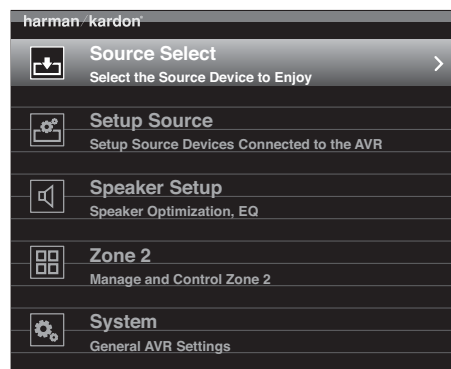 harman/kardon®
Source Select
Select the Source Device to Enjoy
Setup Source
Setup Source Devices Connected to the AVR
Speaker Setup
Speaker Optimization, EQ
Zone 2
Manage and Control Zone 2
System
General AVR Settings